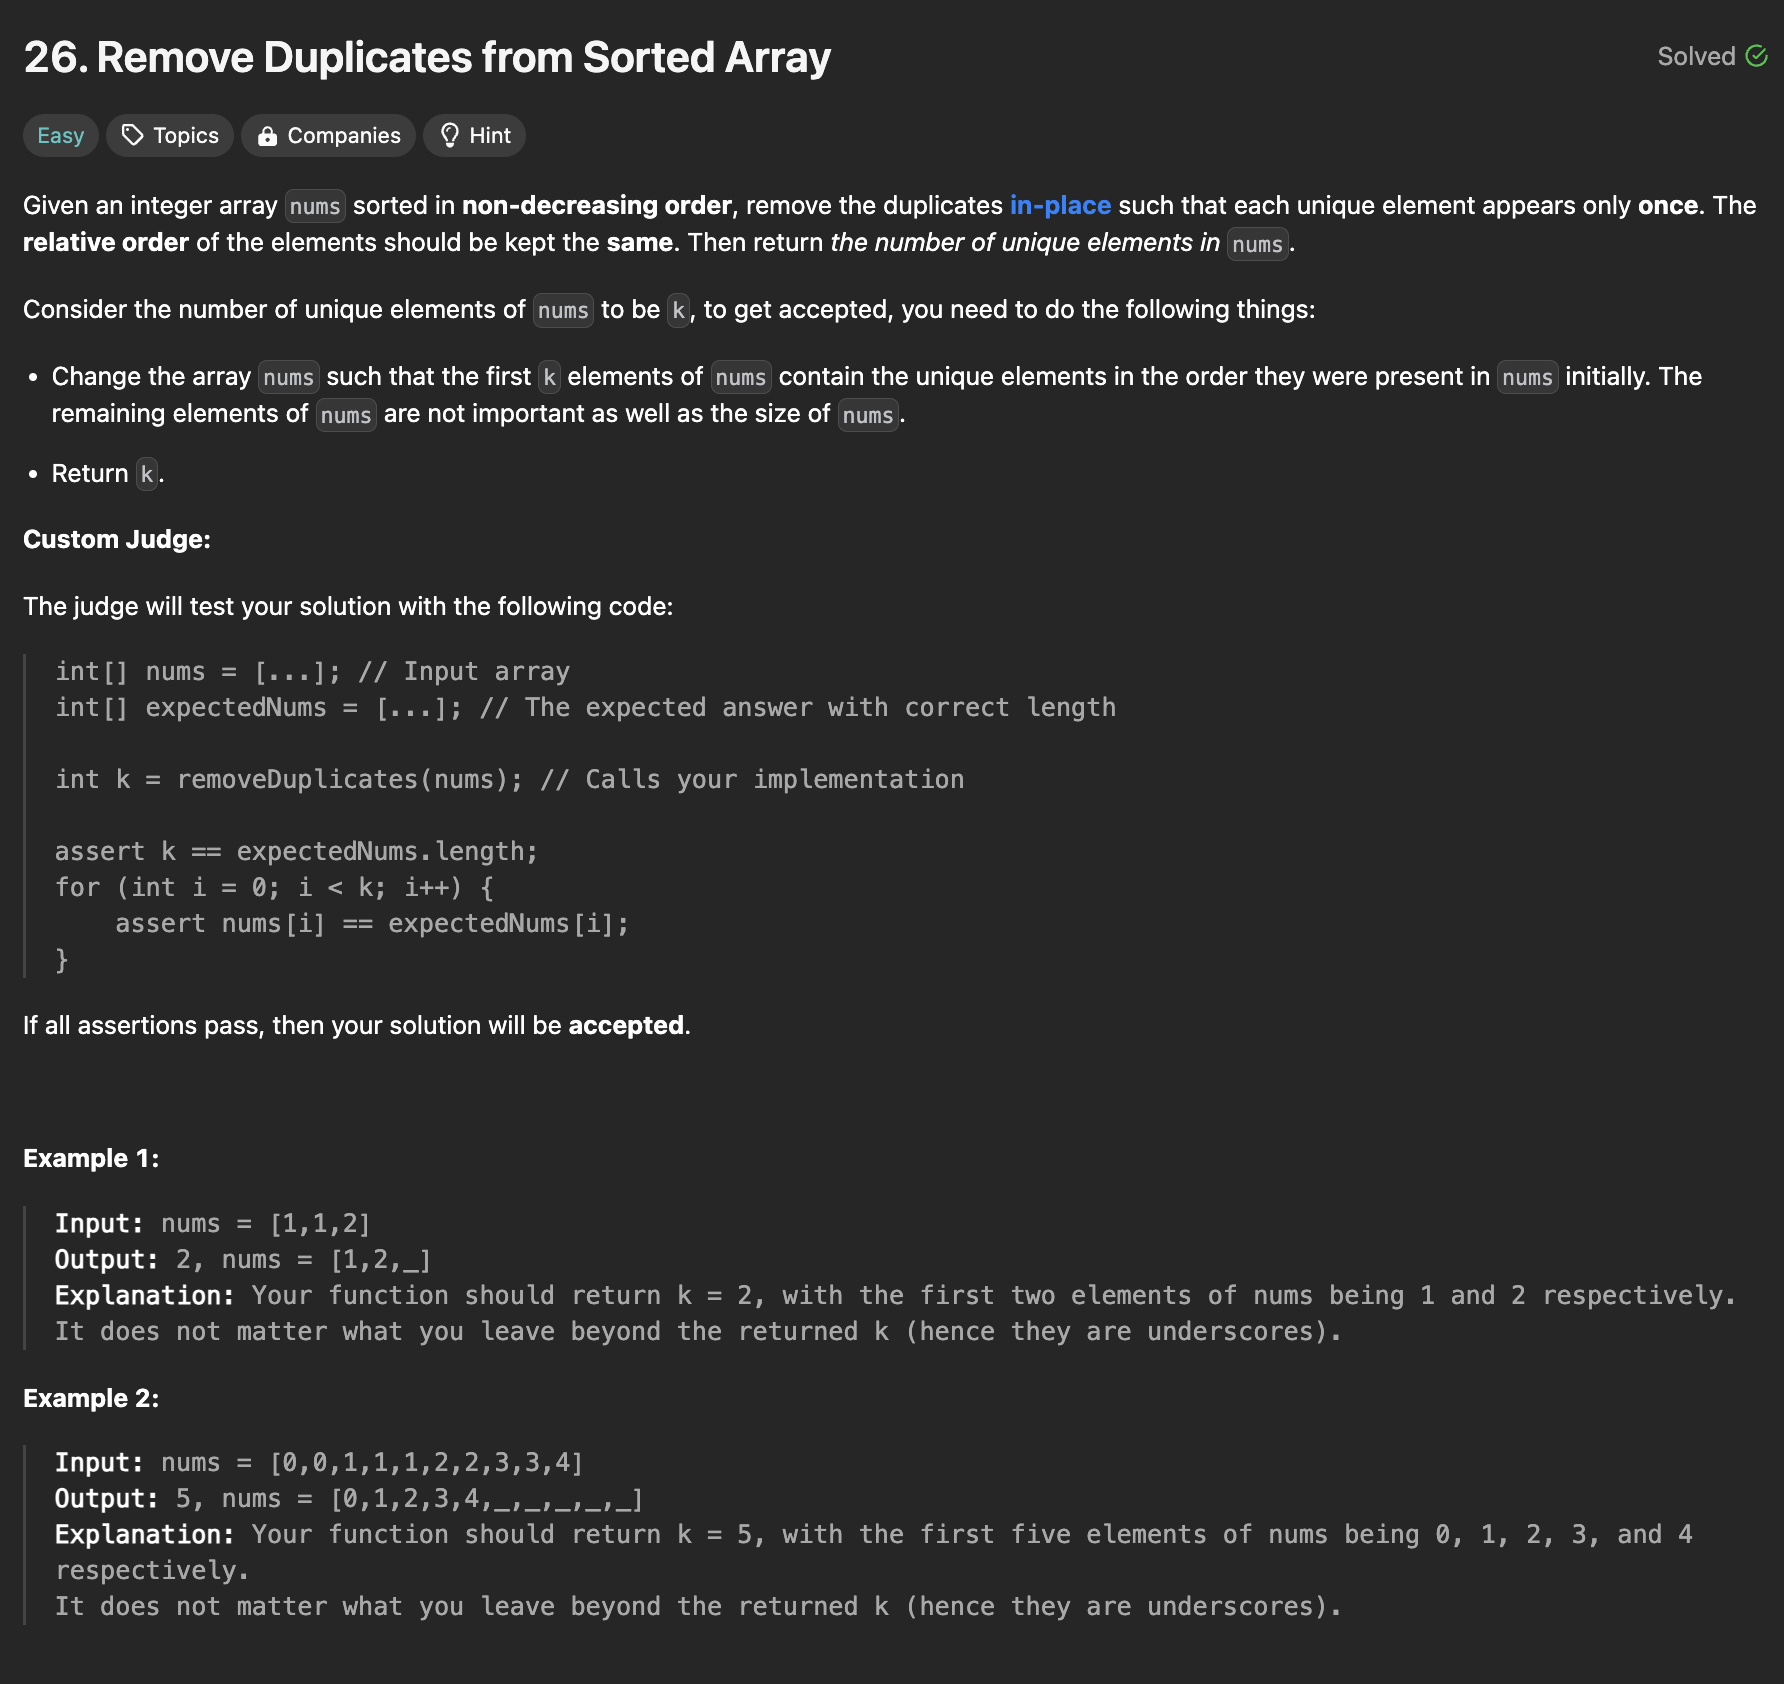 26. Remove Duplicates from Sorted Array
Solved
Easy Topics Companies Hint
Given an integer array nums sorted in non-decreasing order, remove the duplicates in-place such that each unique element appears only once. The
relative order of the elements should be kept the same. Then return the number of unique elements in nums.
Consider the number of unique elements of nums to be k, to get accepted, you need to do the following things:
• Change the array nums such that the first k elements of nums contain the unique elements in the order they were present in nums initially. The
remaining elements of nums are not important as well as the size of nums.
• Return k.
Custom Judge:
The judge will test your solution with the following code:
int[] nums = [...]; // Input array
int[] expectedNums = [...]; // The expected answer with correct length
int k = removeDuplicates(nums); // Calls your implementation
assert k == expectedNums.length;
for (int i = 0; i < k; i++) {
    assert nums[i] == expectedNums[i];
}
If all assertions pass, then your solution will be accepted.
Example 1:
Input: nums = [1,1,2]
Output: 2, nums = [1,2,_]
Explanation: Your function should return k = 2, with the first two elements of nums being 1 and 2 respectively.
It does not matter what you leave beyond the returned k (hence they are underscores).
Example 2:
Input: nums = [0,0,1,1,1,2,2,3,3,4]
Output: 5, nums = [0,1,2,3,4,_,_,_,_,_]
Explanation: Your function should return k = 5, with the first five elements of nums being 0, 1, 2, 3, and 4
respectively.
It does not matter what you leave beyond the returned k (hence they are underscores).